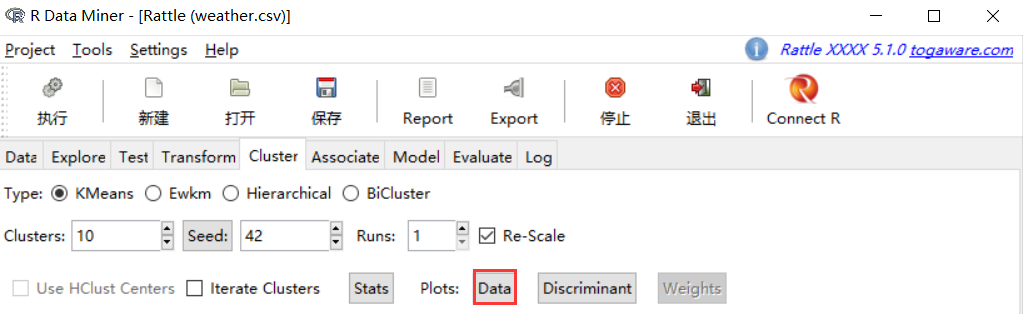 R Data Miner - [Rattle (weather.csv)]
Project Tools Settings Help Rattle XXXX 5.1.0 togaware.com
执行 新建 打开 保存 Report Export 停止 退出 Connect R
Data Explore Test Transform Cluster Associate Model Evaluate Log
Type: KMeans Ewkm Hierarchical BiCluster
Clusters: 10 Seed: 42 Runs: 1 Re-Scale
Use HClust Centers Iterate Clusters Stats Plots: Data Discriminant Weights